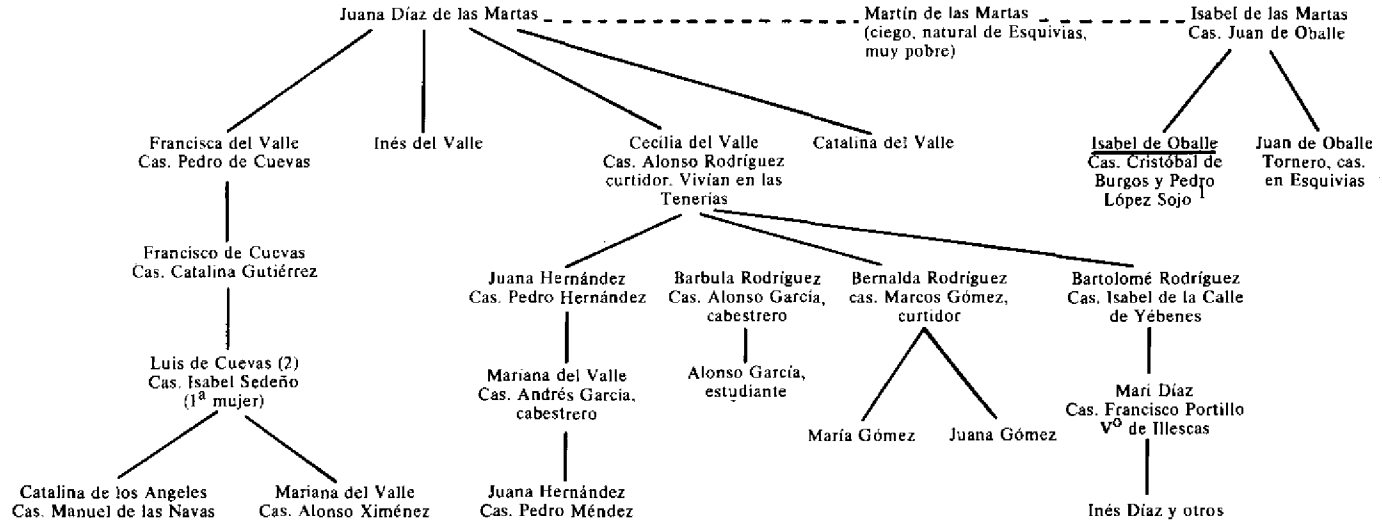 Juana Díaz de las Martas
Martín de las Martas
(ciego, natural de Esquivias,
muy pobre)
Isabel de las Martas
Cas. Juan de Oballe
Francisca del Valle
Cas. Pedro de Cuevas
Inés del Valle
Cecilia del Valle
Cas. Alonso Rodríguez
curtidor. Vivían en las
Tenerías
Catalina del Valle
Isabel de Oballe
Cas. Cristóbal de
Burgos y Pedro
López Sojo 1
Juan de Oballe
Tornero, cas.
en Esquivias
Francisco de Cuevas
Cas. Catalina Gutiérrez
Juana Hernández
Cas. Pedro Hernández
Barbula Rodríguez
Cas. Alonso García,
cabestrero
Bernalda Rodríguez
cas. Marcos Gómez,
curtidor
Bartolomé Rodríguez
Cas. Isabel de la Calle
de Yébenes
Luis de Cuevas (2)
Cas. Isabel Sedeño
(1ª mujer)
Mariana del Valle
Cas. Andrés García,
cabestrero
Alonso García,
estudiante
María Gómez
Juana Gómez
Mari Díaz
Cas. Francisco Portillo
Vº de Illescas
Catalina de los Angeles
Cas. Manuel de las Navas
Mariana del Valle
Cas. Alonso Ximénez
Juana Hernández
Cas. Pedro Méndez
Inés Díaz y otros